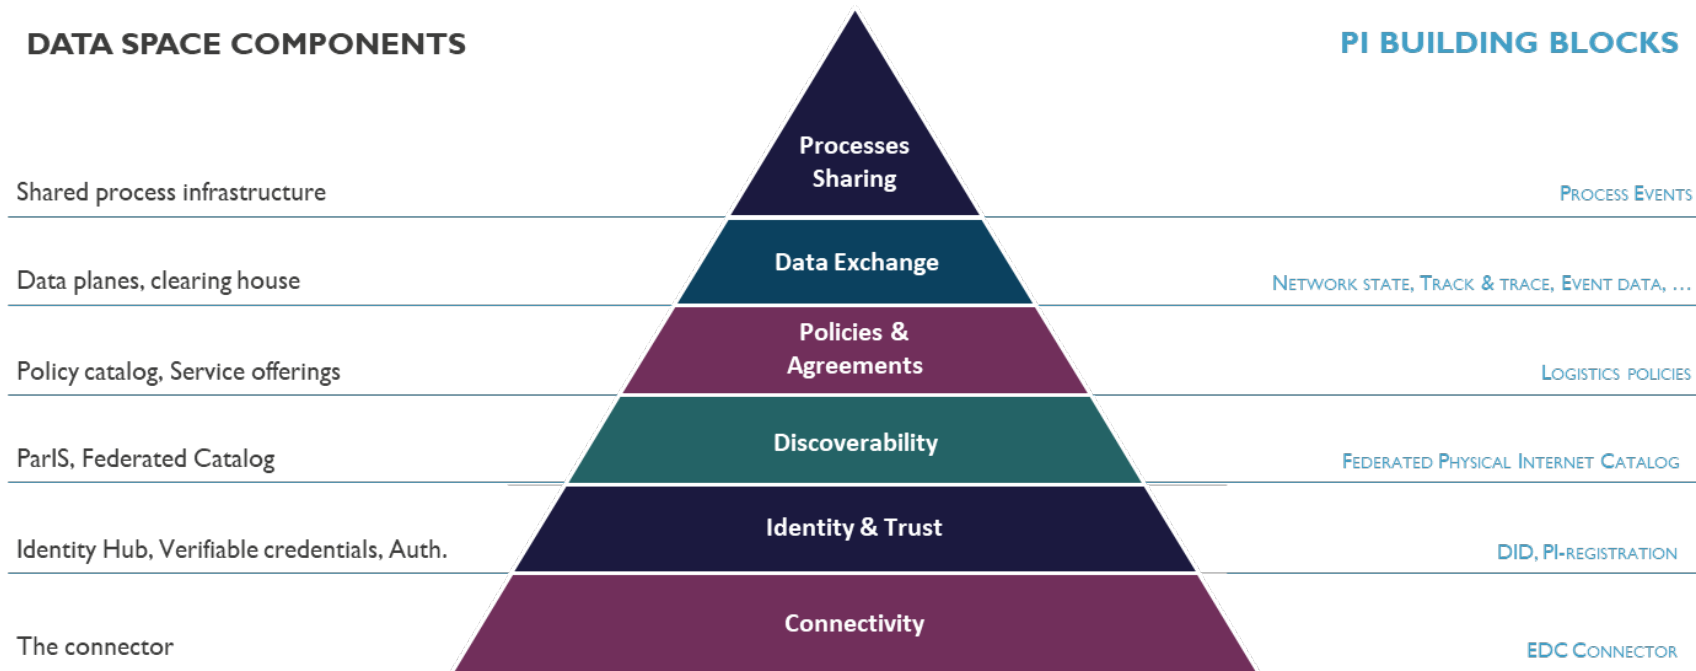 DATA SPACE COMPONENTS
PI BUILDING BLOCKS
Processes
Sharing
Shared process infrastructure
PROCESS EVENTS
Data Exchange
Data planes, clearing house
NETWORK STATE, TRACK & TRACE, EVENT DATA, ...
Policies &
Agreements
Policy catalog, Service offerings
LOGISTICS POLICIES
Discoverability
ParIS, Federated Catalog
FEDERATED PHYSICAL INTERNET CATALOG
Identity & Trust
Identity Hub, Verifiable credentials, Auth.
DID, PI-REGISTRATION
Connectivity
The connector
EDC CONNECTOR